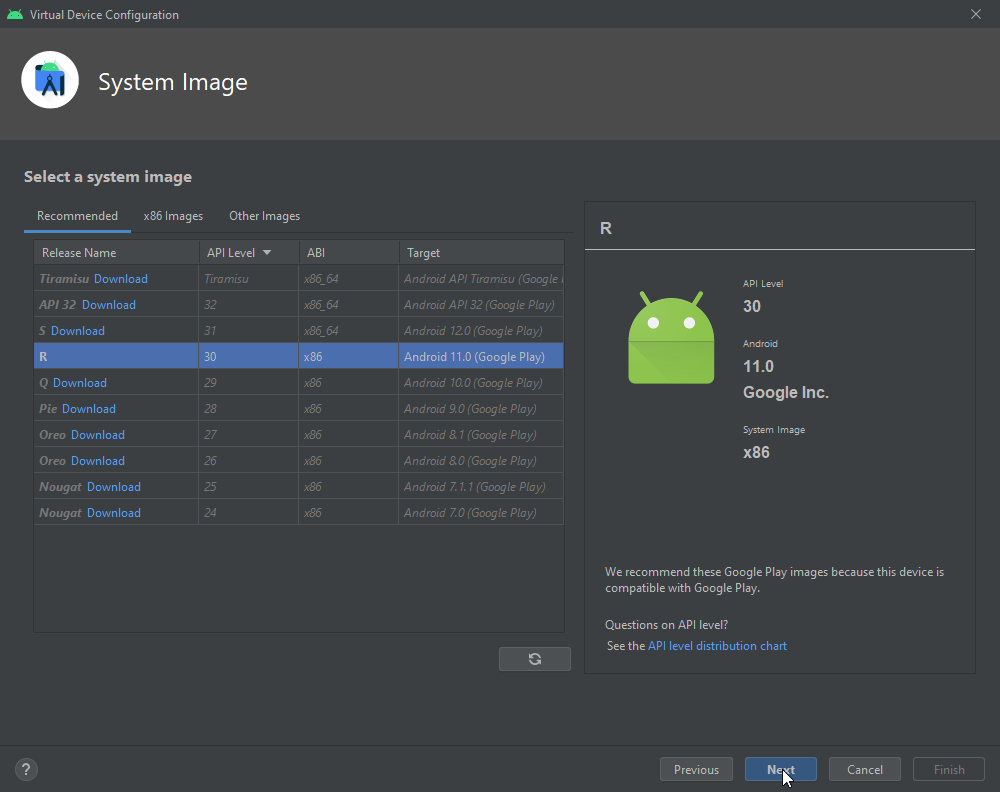 Virtual Device Configuration
System Image
Select a system image
Recommended x86 Images Other Images
Release Name API Level ABI Target
Tiramisu Download Tiramisu x86_64 Android API Tiramisu (Google
API 32 Download 32 x86_64 Android API 32 (Google Play)
S Download 31 x86_64 Android 12.0 (Google Play)
R 30 x86 Android 11.0 (Google Play)
Q Download 29 x86 Android 10.0 (Google Play)
Pie Download 28 x86 Android 9.0 (Google Play)
Oreo Download 27 x86 Android 8.1 (Google Play)
Oreo Download 26 x86 Android 8.0 (Google Play)
Nougat Download 25 x86 Android 7.1.1 (Google Play)
Nougat Download 24 x86 Android 7.0 (Google Play)
R
API Level
30
Android
11.0
Google Inc.
System Image
x86
We recommend these Google Play images because this device is
compatible with Google Play.
Questions on API level?
See the API level distribution chart
? Previous Next Cancel Finish